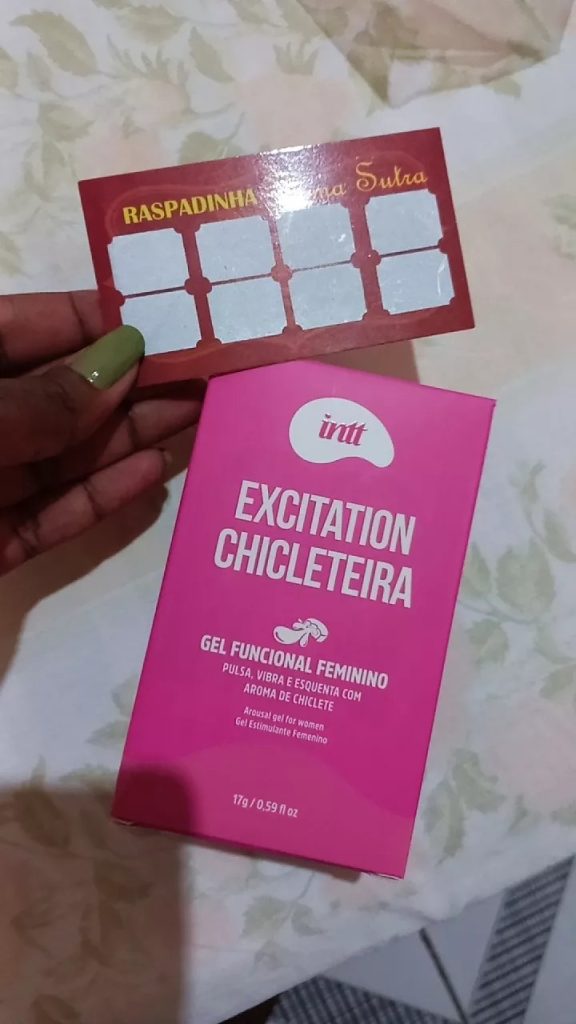 RASPADINHA Sutra
intt
EXCITATION
CHICLETEIRA
GEL FUNCIONAL FEMININO
PULSA, VIBRA E ESQUENTA COM
AROMA DE CHICLETE
Arousal gel for women
Gel Estimulante Femenino
17g / 0,59 fl oz